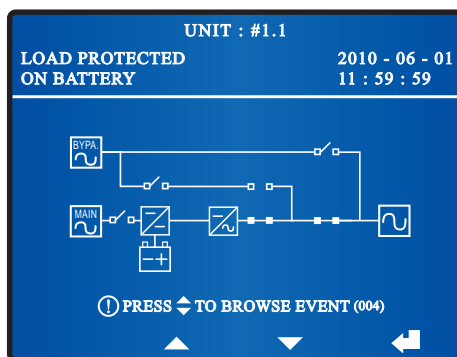 UNIT : #1.1
LOAD PROTECTED
2010 - 06 - 01
ON BATTERY
11 : 59 : 59
BYPA.
MAIN
PRESS TO BROWSE EVENT (004)